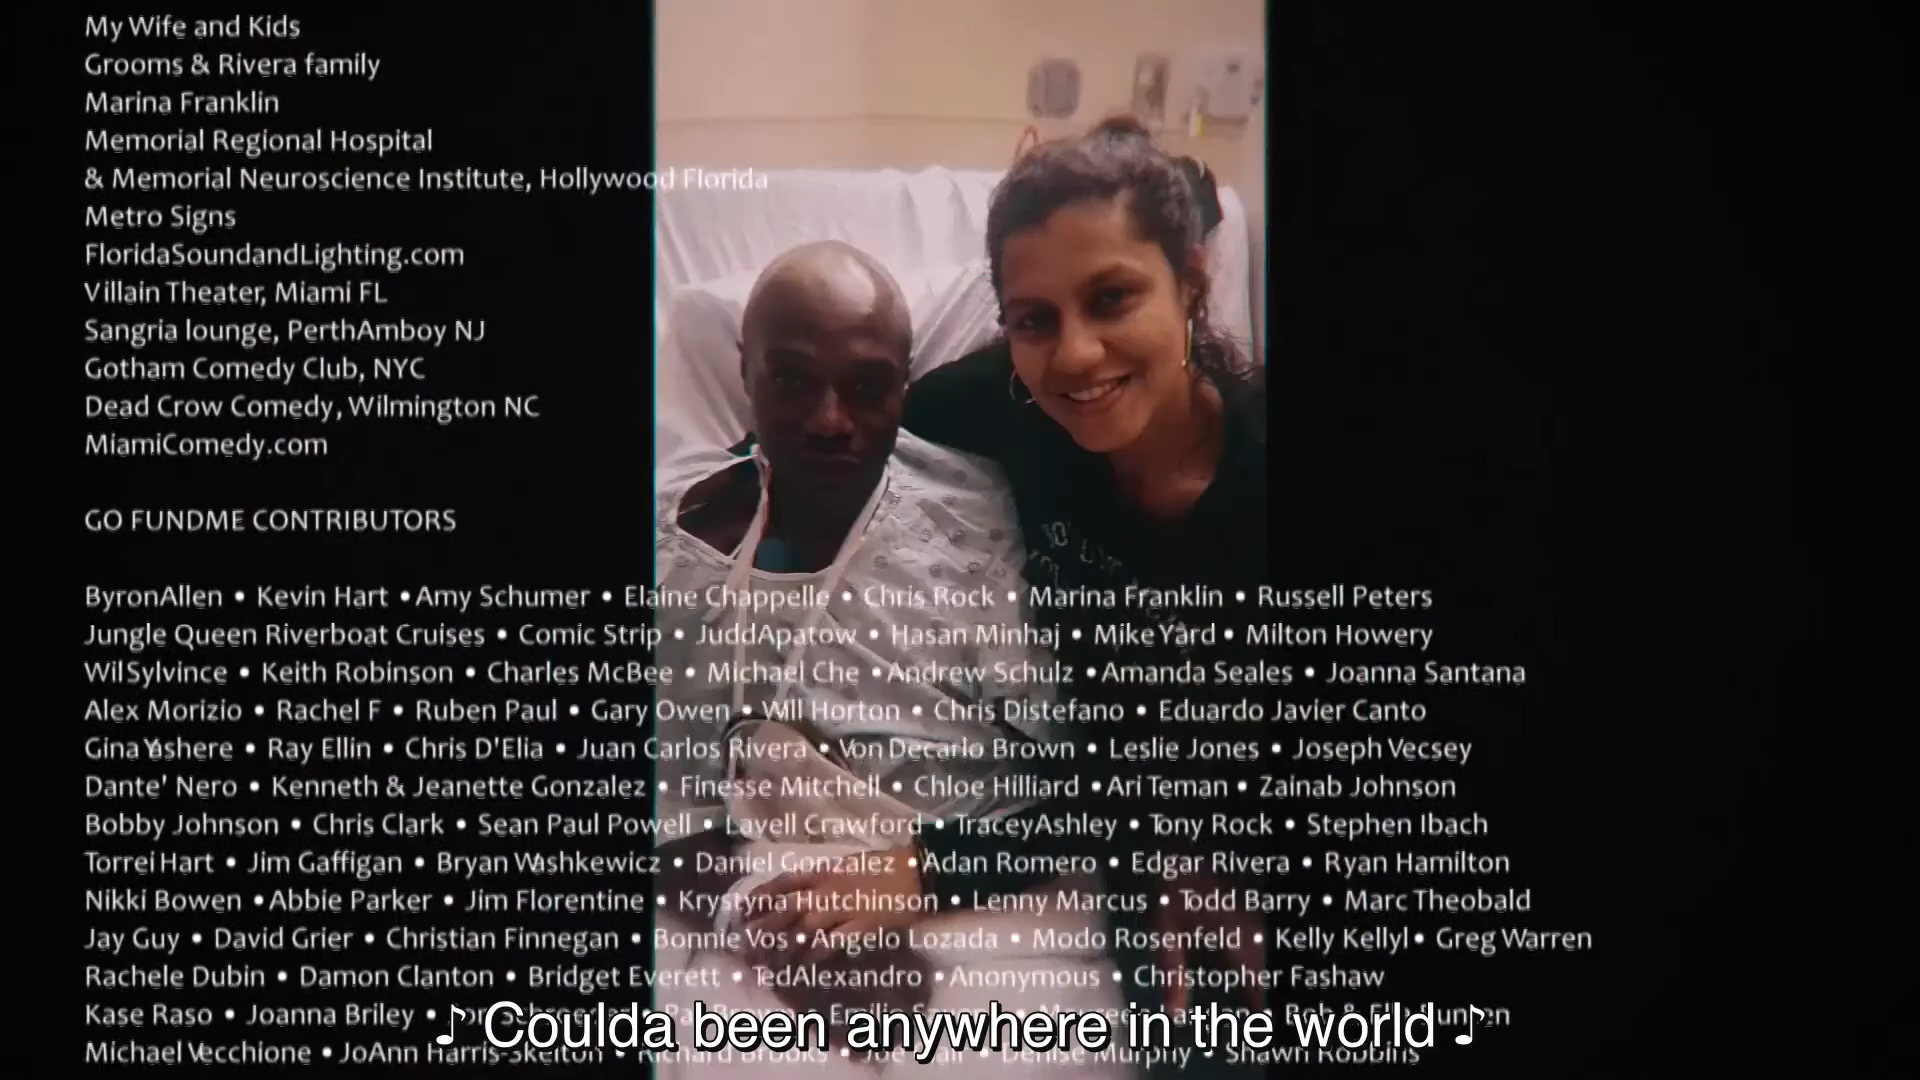 My Wife and Kids
Grooms & Rivera family
Marina Franklin
Memorial Regional Hospital
& Memorial Neuroscience Institute, Hollywood Florida
Metro Signs
FloridaSoundandLighting.com
Villain Theater, Miami FL
Sangria lounge, PerthAmboy NJ
Gotham Comedy Club, NYC
Dead Crow Comedy, Wilmington NC
MiamiComedy.com
GO FUNDME CONTRIBUTORS
ByronAllen • Kevin Hart • Amy Schumer • Elaine Chappelle • Chris Rock • Marina Franklin • Russell Peters
Jungle Queen Riverboat Cruises • Comic Strip • JuddApatow • Hasan Minhaj • Mike Yard • Milton Howery
Wil Sylvince • Keith Robinson • Charles McBee • Michael Che • Andrew Schulz • Amanda Seales • Joanna Santana
Alex Morizio • Rachel F • Ruben Paul • Gary Owen • Will Horton • Chris Distefano • Eduardo Javier Canto
Gina Yashere • Ray Ellin • Chris D'Elia • Juan Carlos Rivera • Von Decarlo Brown • Leslie Jones • Joseph Vecsey
Dante' Nero • Kenneth & Jeanette Gonzalez • Finesse Mitchell • Chloe Hilliard • Ari Teman • Zainab Johnson
Bobby Johnson • Chris Clark • Sean Paul Powell • Lavell Crawford • TraceyAshley • Tony Rock • Stephen Ibach
Torrei Hart • Jim Gaffigan • Bryan Washkewicz • Daniel Gonzalez • Adan Romero • Edgar Rivera • Ryan Hamilton
Nikki Bowen • Abbie Parker • Jim Florentine • Krystyna Hutchinson • Lenny Marcus • Todd Barry • Marc Theobald
Jay Guy • David Grier • Christian Finnegan • Bonnie Vos • Angelo Lozada • Modo Rosenfeld • Kelly Kellyl • Greg Warren
Rachele Dubin • Damon Clanton • Bridget Everett • TedAlexandro • Anonymous • Christopher Fashaw
Kase Raso • Joanna Briley •
♪ Coulda been anywhere in the world ♪
Michael Vecchione • JoAnn Harris-Skelton • Richard Brooks • Joe • Denise Murphy • Shawn Robbins